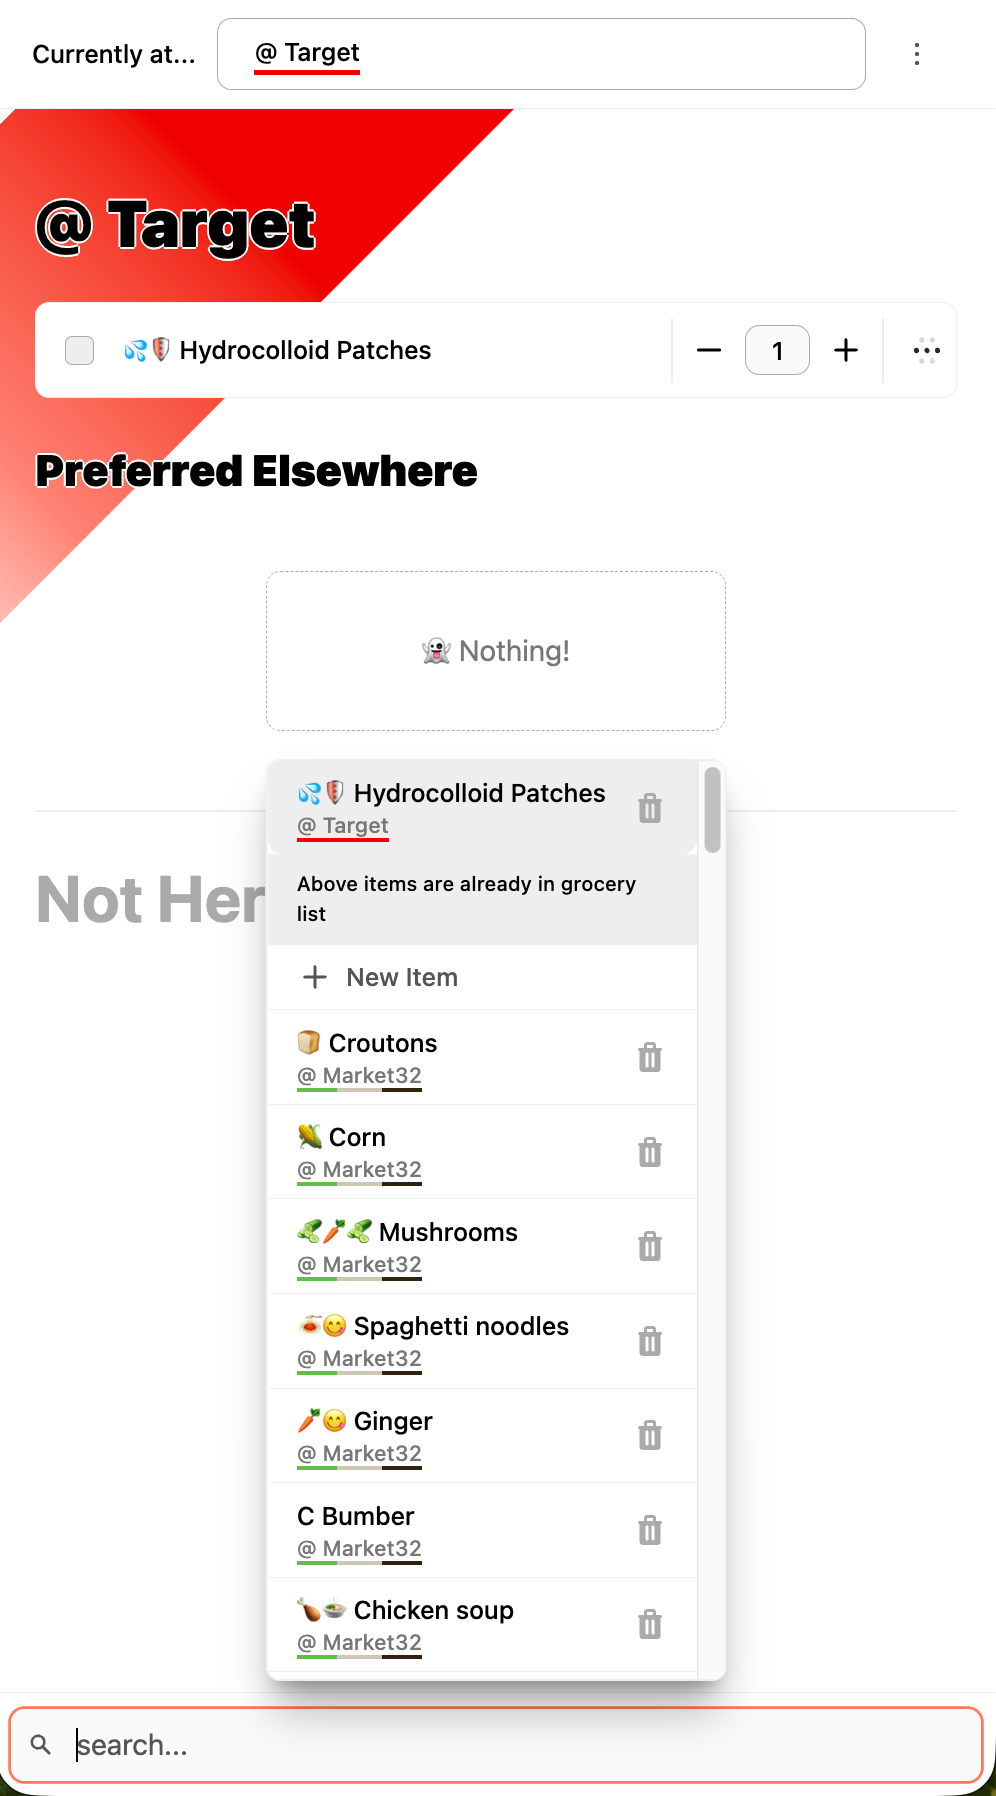 Currently at...
@ Target
@ Target
💦🛡️ Hydrocolloid Patches
1
Preferred Elsewhere
👻 Nothing!
💦🛡️ Hydrocolloid Patches
@ Target
Above items are already in grocery
list
Not Her
New Item
🍞 Croutons
@ Market32
🌽 Corn
@ Market32
🥒🥕🥒 Mushrooms
@ Market32
🍝😋 Spaghetti noodles
@ Market32
🥕😋 Ginger
@ Market32
C Bumber
@ Market32
🍗🍲 Chicken soup
@ Market32
search...